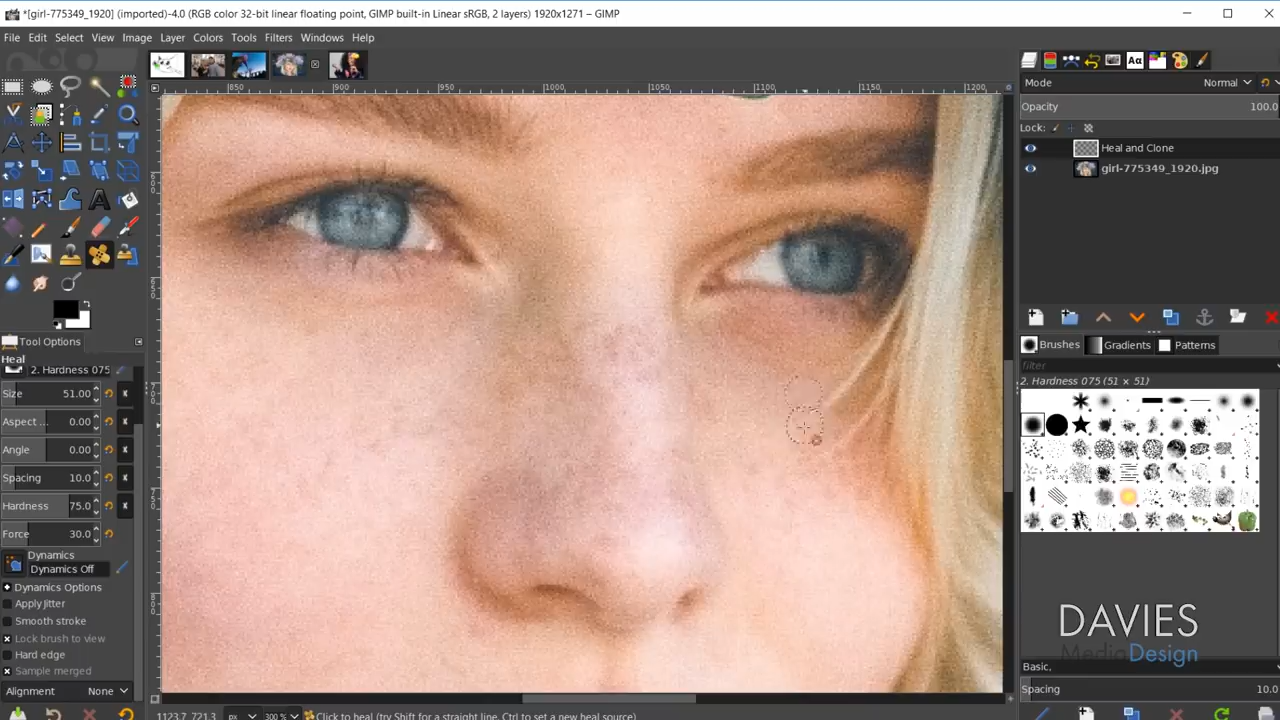 *[girl-775349_1920] (imported)-4.0 (RGB color 32-bit linear floating point, GIMP built-in Linear sRGB, 2 layers) 1920x1271 – GIMP
File Edit Select View Image Layer Colors Tools Filters Windows Help
850 900 950 1000 1050 1100 1150 1200
Mode Normal
Opacity 100.0
Lock:
Heal and Clone
girl-775349_1920.jpg
Tool Options
Heal
2. Hardness 075
Size 51.00
Aspect ... 0.00
Angle 0.00
Spacing 10.0
Hardness 75.0
Force 30.0
Dynamics
Dynamics Off
Dynamics Options
Apply Jitter
Smooth stroke
Lock brush to view
Hard edge
Sample merged
Alignment None
Brushes Gradients Patterns
filter
2. Hardness 075 (51 × 51)
DAVIES
MediaDesign
Basic,
Spacing 10.0
1123.7, 721.3 px 300 % Click to heal (try Shift for a straight line, Ctrl to set a new heal source)